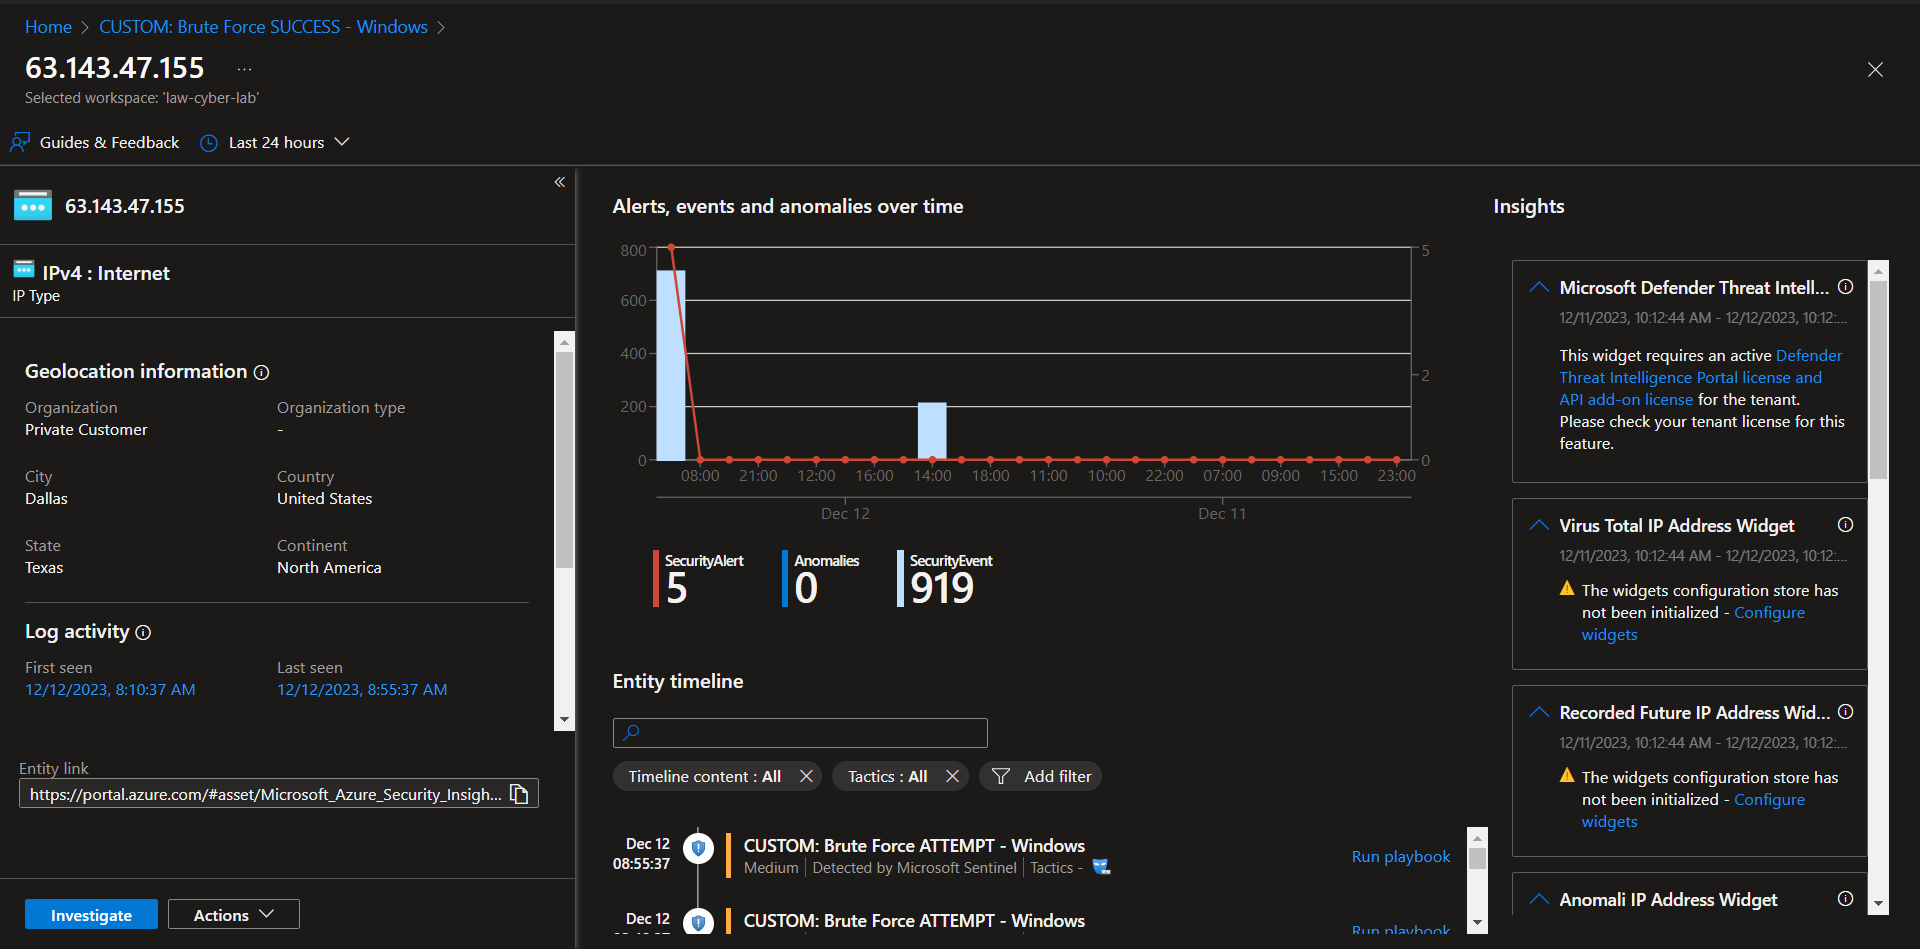 Home > CUSTOM: Brute Force SUCCESS - Windows >
63.143.47.155 ...
Selected workspace: 'law-cyber-lab'
Guides & Feedback
Last 24 hours
63.143.47.155
IPv4 : Internet
IP Type
Geolocation information
Organization
Organization type
Private Customer
-
City
Country
Dallas
United States
State
Continent
Texas
North America
Log activity
First seen
Last seen
12/12/2023, 8:10:37 AM
12/12/2023, 8:55:37 AM
Entity link
https://portal.azure.com/#asset/Microsoft_Azure_Security_Insigh...
Investigate
Actions
Alerts, events and anomalies over time
800
600
400
200
0
5
2
0
08:00 21:00 12:00 16:00 14:00 18:00 11:00 10:00 22:00 07:00 09:00 15:00 23:00
Dec 12
Dec 11
SecurityAlert
5
Anomalies
0
SecurityEvent
919
Entity timeline
Timeline content : All
Tactics : All
Add filter
Dec 12
08:55:37
CUSTOM: Brute Force ATTEMPT - Windows
Medium | Detected by Microsoft Sentinel | Tactics -
Run playbook
Dec 12
CUSTOM: Brute Force ATTEMPT - Windows
Run playbook
Insights
Microsoft Defender Threat Intell...
12/11/2023, 10:12:44 AM - 12/12/2023, 10:12:...
This widget requires an active Defender
Threat Intelligence Portal license and
API add-on license for the tenant.
Please check your tenant license for this
feature.
Virus Total IP Address Widget
12/11/2023, 10:12:44 AM - 12/12/2023, 10:12:...
The widgets configuration store has
not been initialized - Configure
widgets
Recorded Future IP Address Wid...
12/11/2023, 10:12:44 AM - 12/12/2023, 10:12:...
The widgets configuration store has
not been initialized - Configure
widgets
Anomali IP Address Widget